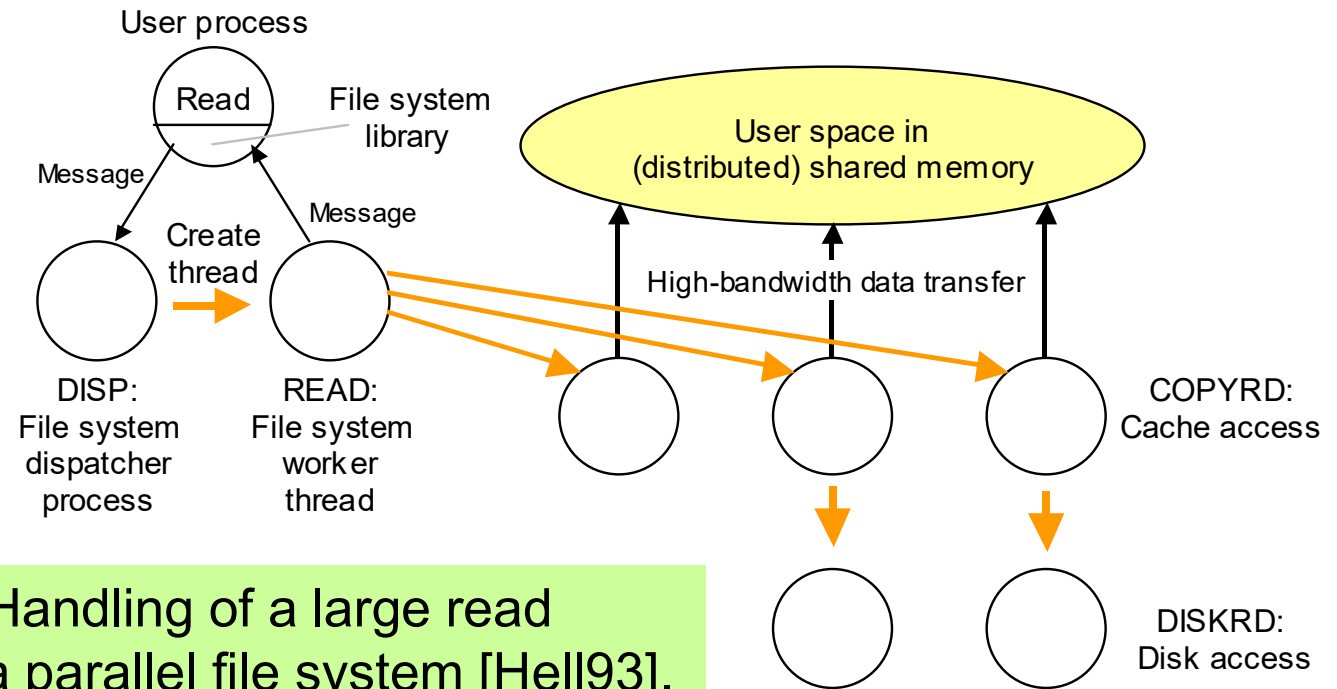 User process
Read
File system
library
User space in
(distributed) shared memory
Message
Message
Create
thread
High-bandwidth data transfer
DISP:
File system
dispatcher
process
READ:
File system
worker
thread
COPYRD:
Cache access
Handling of a large read
a parallel file system [Hell93].
DISKRD:
Disk access